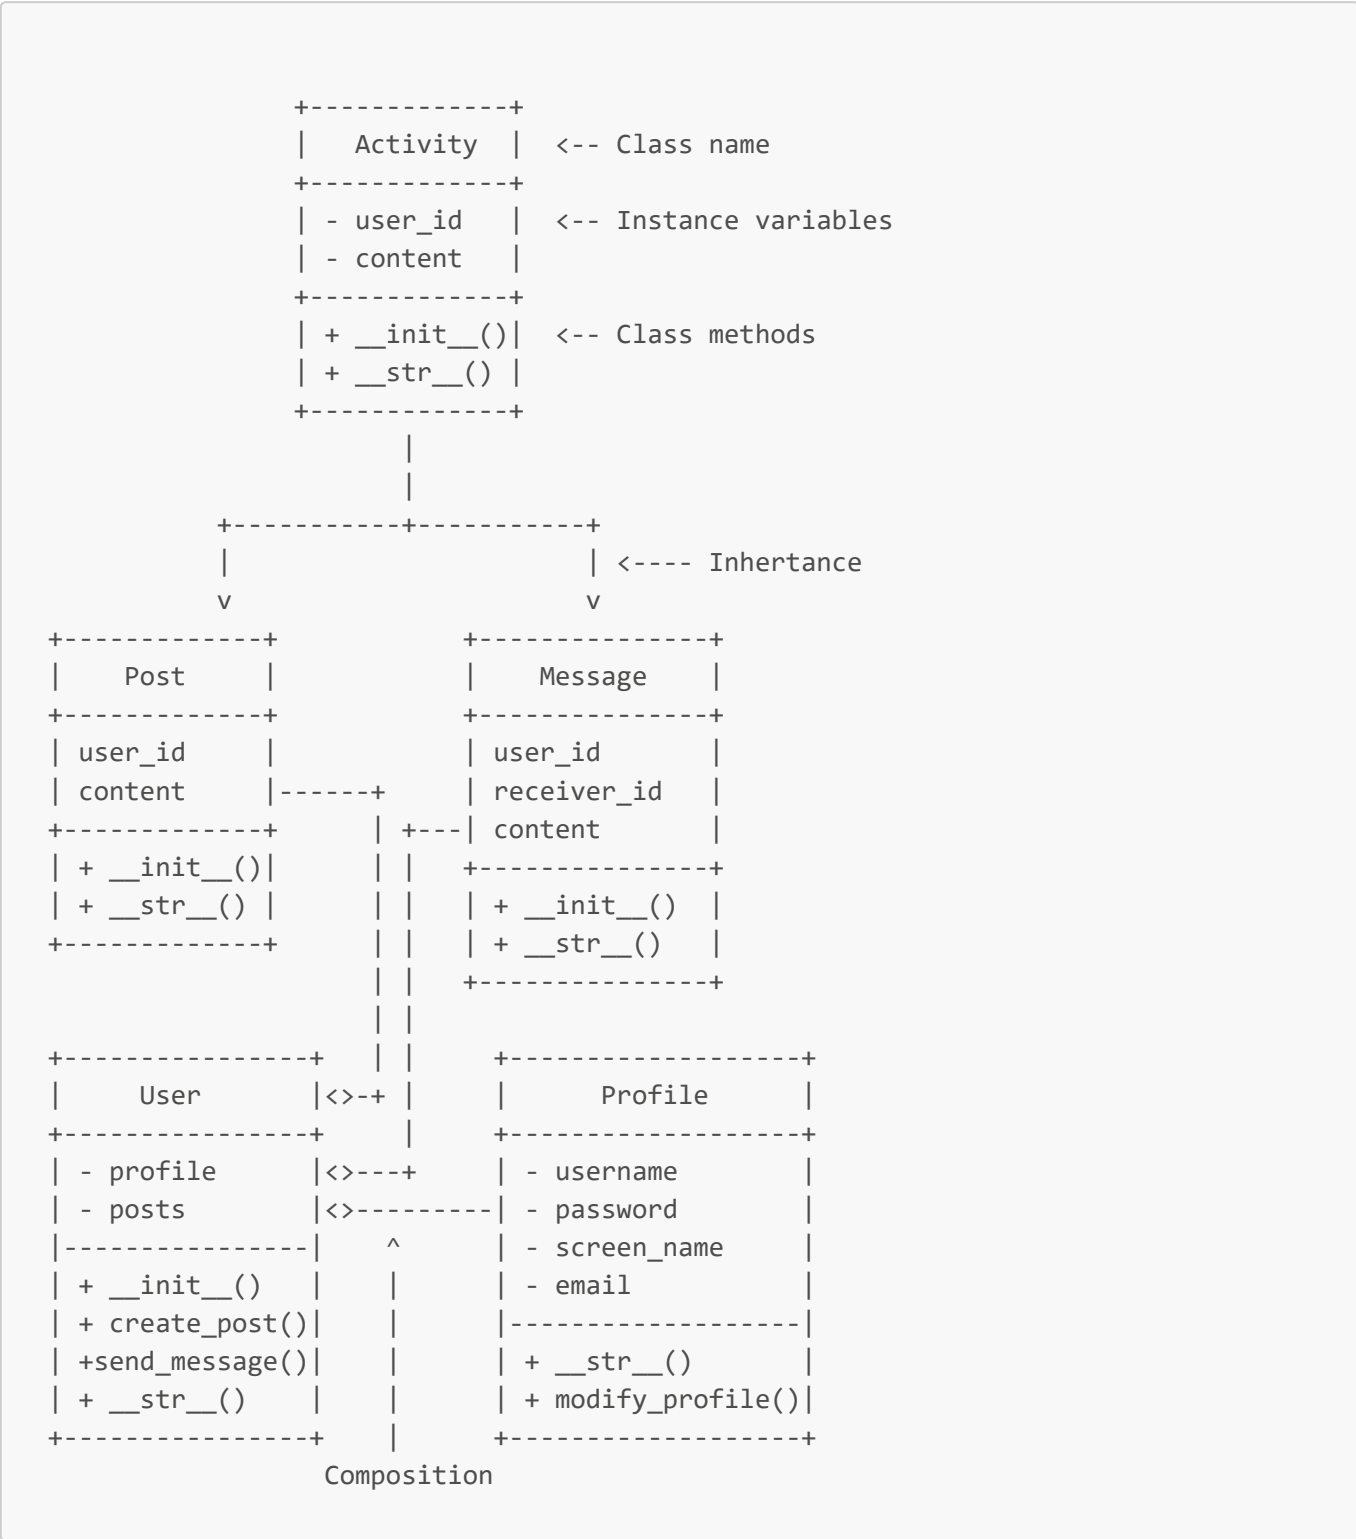 +-------------+
|   Activity  |  <-- Class name
+-------------+
| - user_id   |  <-- Instance variables
| - content   |
+-------------+
| + __init__()|  <-- Class methods
| + __str__() |
+-------------+
|
|
+-----------+-----------+
|                       | <---- Inhertance
v                       v
+-------------+            +---------------+
|    Post     |            |    Message    |
+-------------+            +---------------+
| user_id     |            | user_id       |
| content     |------+     | receiver_id   |
+-------------+      | +---| content       |
| + __init__()|      | |   +---------------+
| + __str__() |      | |   | + __init__()  |
+-------------+      | |   | + __str__()   |
| |   +---------------+
| |
+----------------+   | |     +-------------------+
|     User       |<>-+ |     |      Profile      |
+----------------+     |     +-------------------+
| - profile      |<>---+     | - username        |
| - posts        |<>---------| - password        |
|----------------|    ^      | - screen_name     |
| + __init__()   |    |      | - email           |
| + create_post()|    |      |-------------------|
| +send_message()|    |      | + __str__()       |
| + __str__()    |    |      | + modify_profile()|
+----------------+    |      +-------------------+
Composition